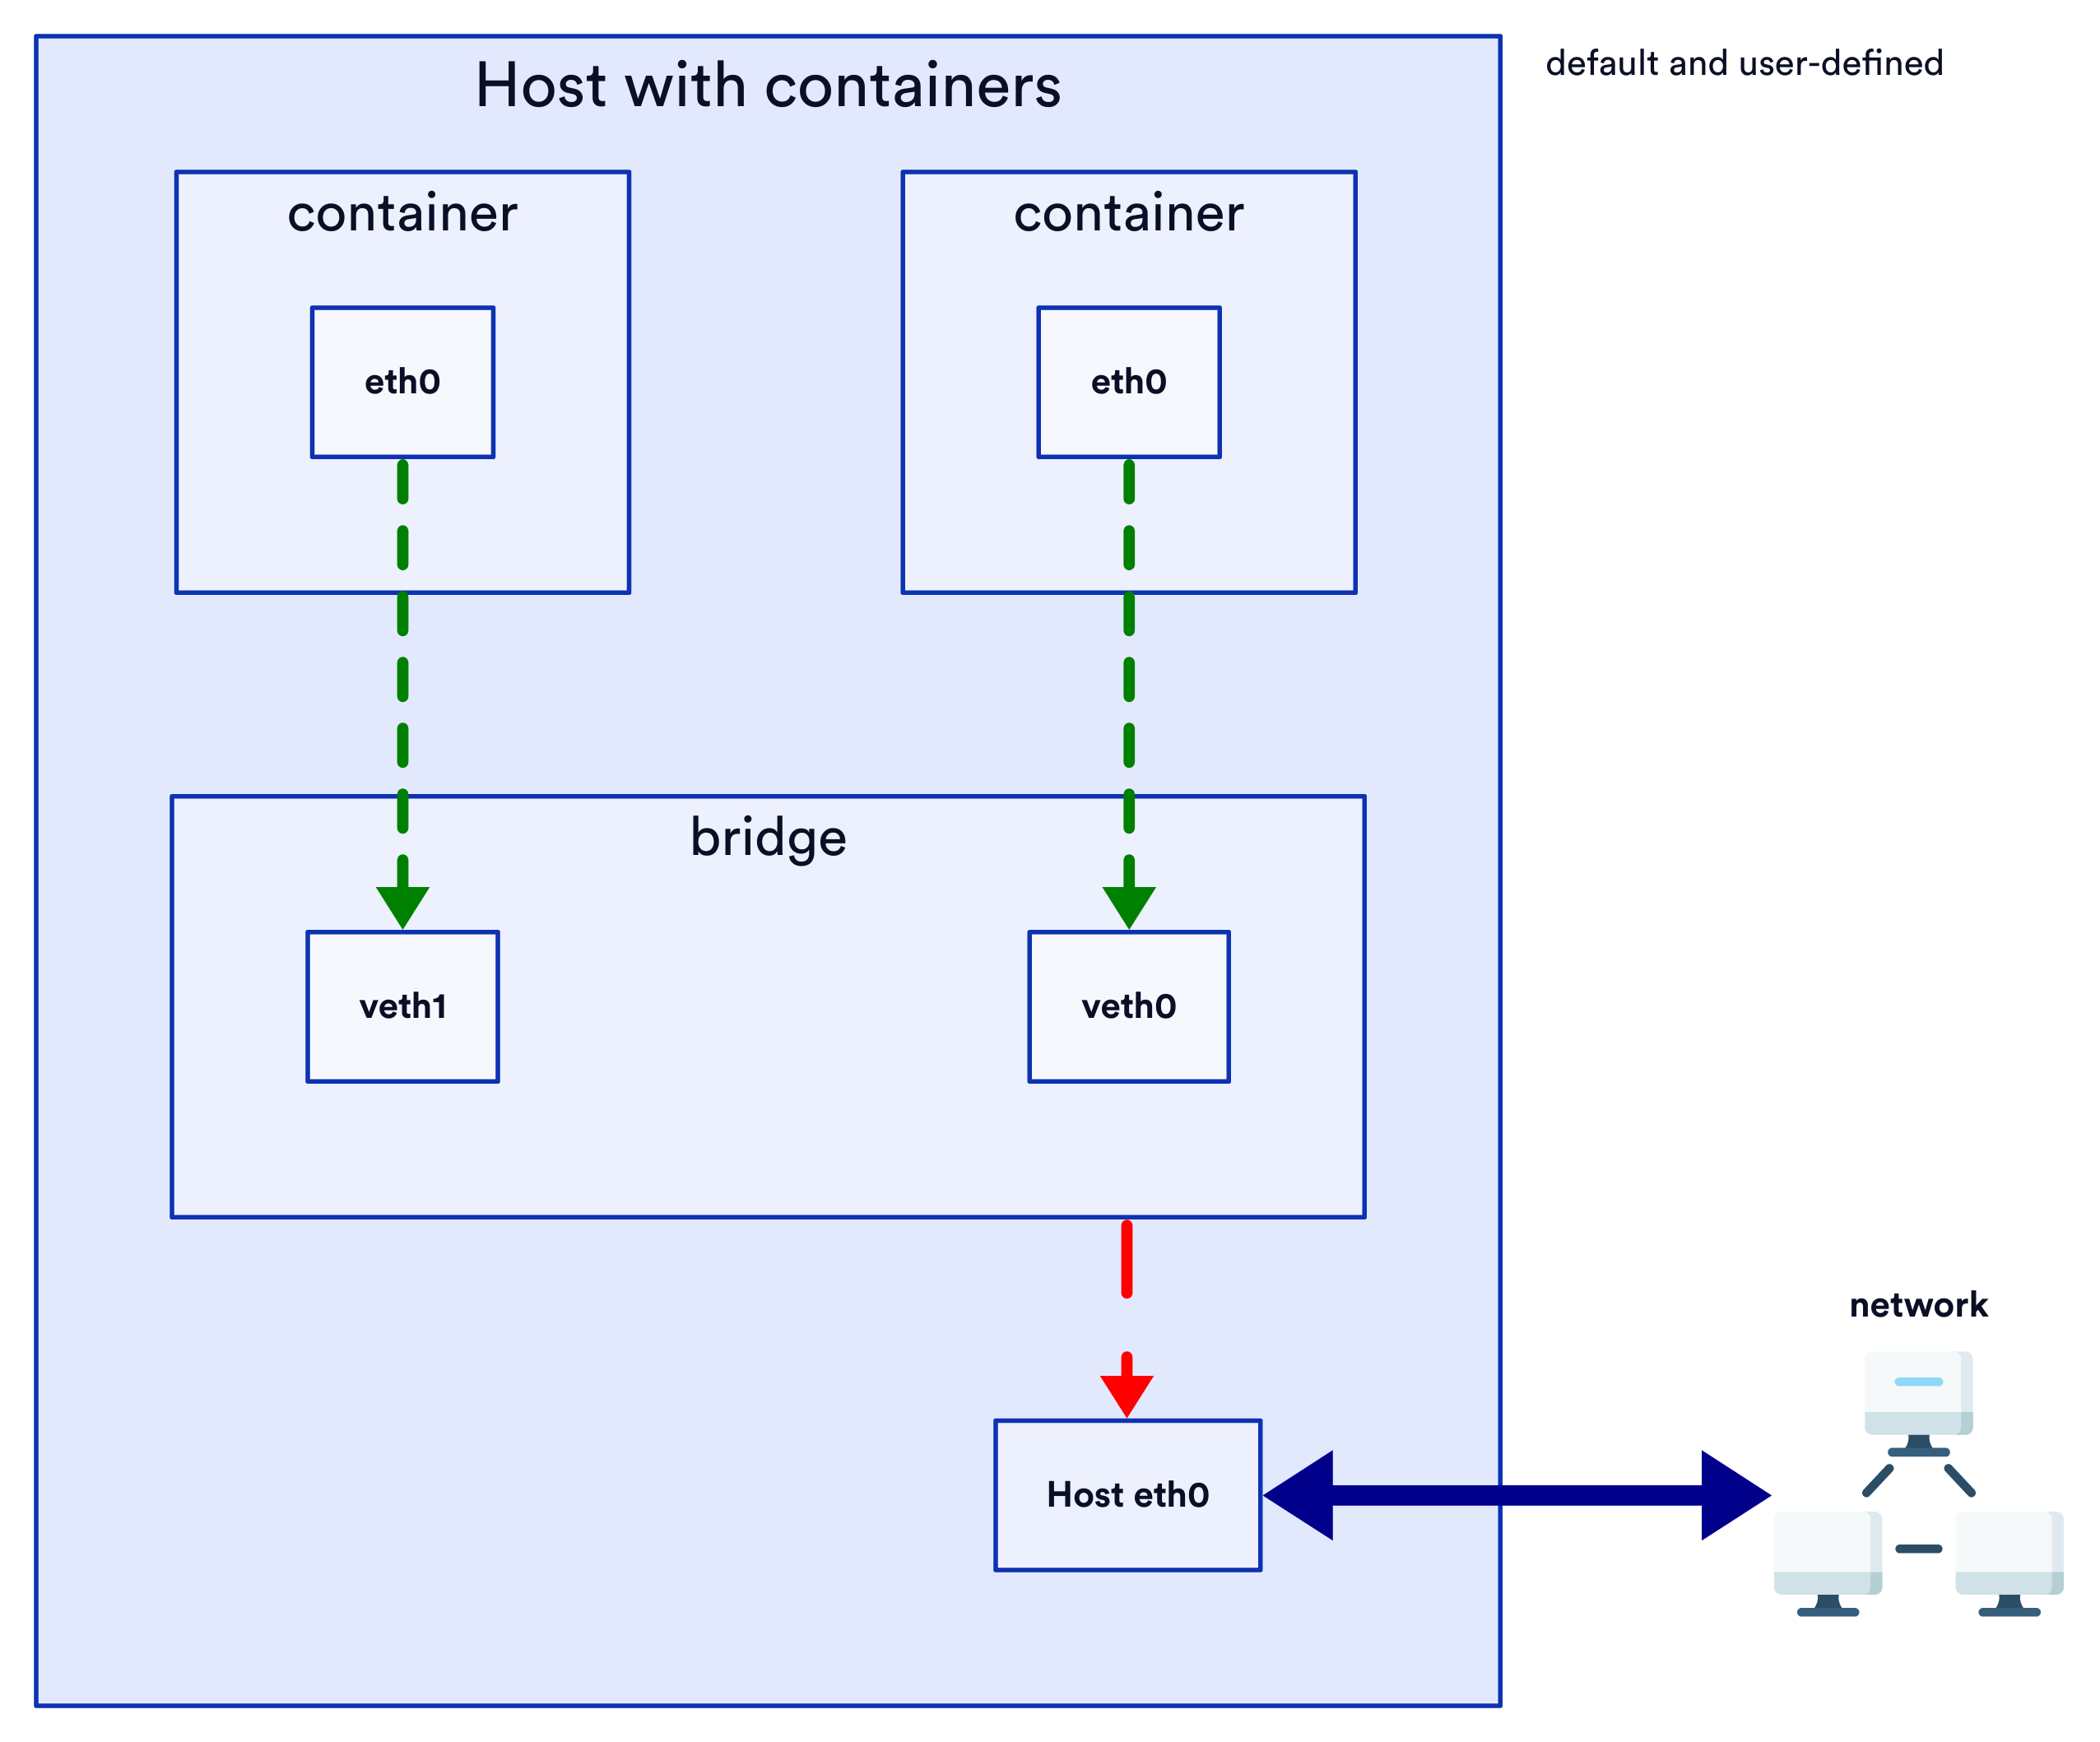 Host with containers
default and user-defined
container
container
eth0
eth0
bridge
veth1
veth0
network
Host eth0